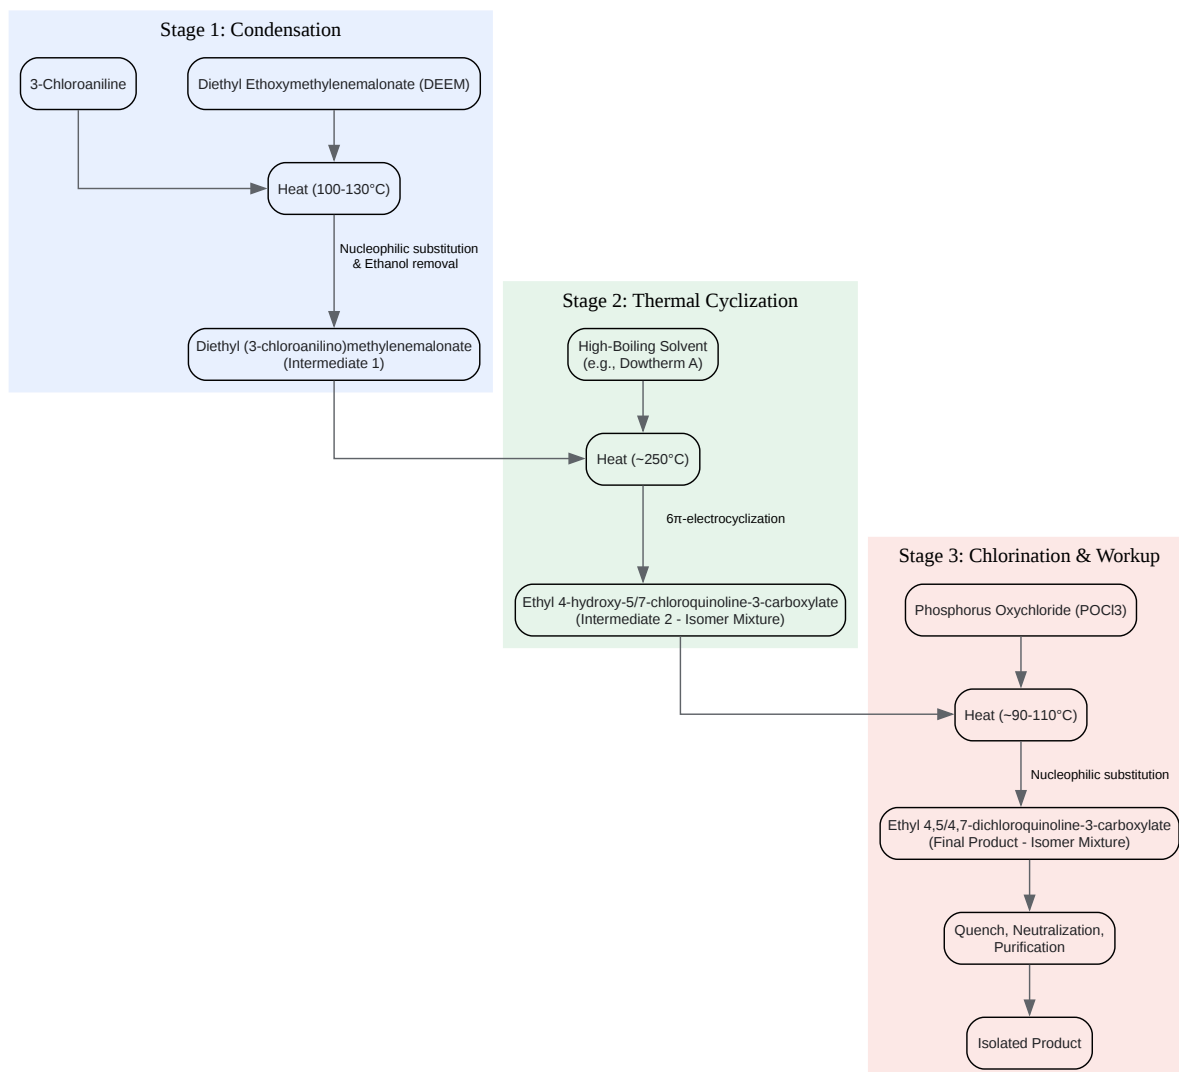 Stage 1: Condensation
3-Chloroaniline
Diethyl Ethoxymethylenemalonate (DEEM)
Heat (100-130°C)
Nucleophilic substitution
& Ethanol removal
Diethyl (3-chloroanilino)methylenemalonate
(Intermediate 1)
Stage 2: Thermal Cyclization
High-Boiling Solvent
(e.g., Dowtherm A)
Heat (~250°C)
6π-electrocyclization
Ethyl 4-hydroxy-5/7-chloroquinoline-3-carboxylate
(Intermediate 2 - Isomer Mixture)
Stage 3: Chlorination & Workup
Phosphorus Oxychloride (POCl3)
Heat (~90-110°C)
Nucleophilic substitution
Ethyl 4,5/4,7-dichloroquinoline-3-carboxylate
(Final Product - Isomer Mixture)
Quench, Neutralization,
Purification
Isolated Product